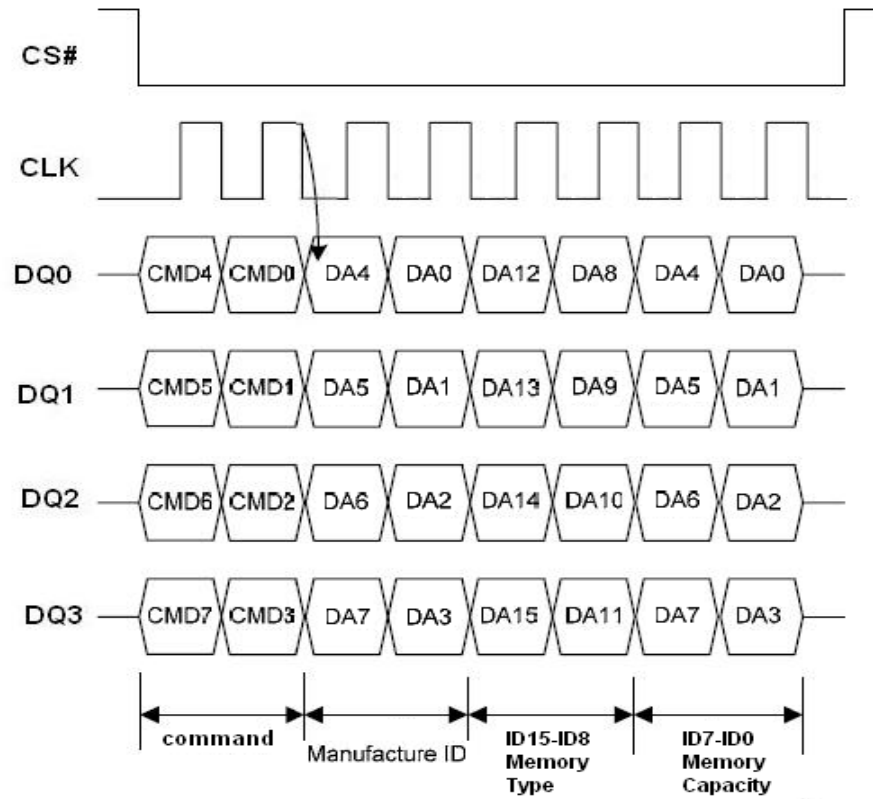 CS#
CLK
DQ0 CMD4 CMD0 DA4 DA0 DA12 DA8 DA4 DA0
DQ1 CMD5 CMD1 DA5 DA1 DA13 DA9 DA5 DA1
DQ2 CMD6 CMD2 DA6 DA2 DA14 DA10 DA6 DA2
DQ3 CMD7 CMD3 DA7 DA3 DA15 DA11 DA7 DA3
command
Manufacture ID
ID15-ID8
Memory
Type
ID7-ID0
Memory
Capacity